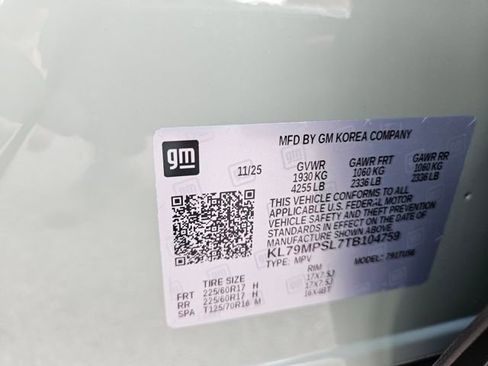 gm
MFD BY GM KOREA COMPANY
11/25
GVWR GAWR FRT GAWR RR
1930 KG 1060 KG 1060 KG
4255 LB 2336 LB 2336 LB
THIS VEHICLE CONFORMS TO ALL
APPLICABLE U.S. FEDERAL MOTOR
VEHICLE SAFETY AND THEFT PREVENTION
STANDARDS IN EFFECT ON THE DATE OF
MANUFACTURE SHOWN ABOVE.
KL79MPSL7TB104759
TYPE: MPV MODEL:
TIRE SIZE RIM
FRT 225/60R17 H 17X7.5J
RR 225/60R17 H 17X7.5J
SPA T125/70R16 M 16X4BT